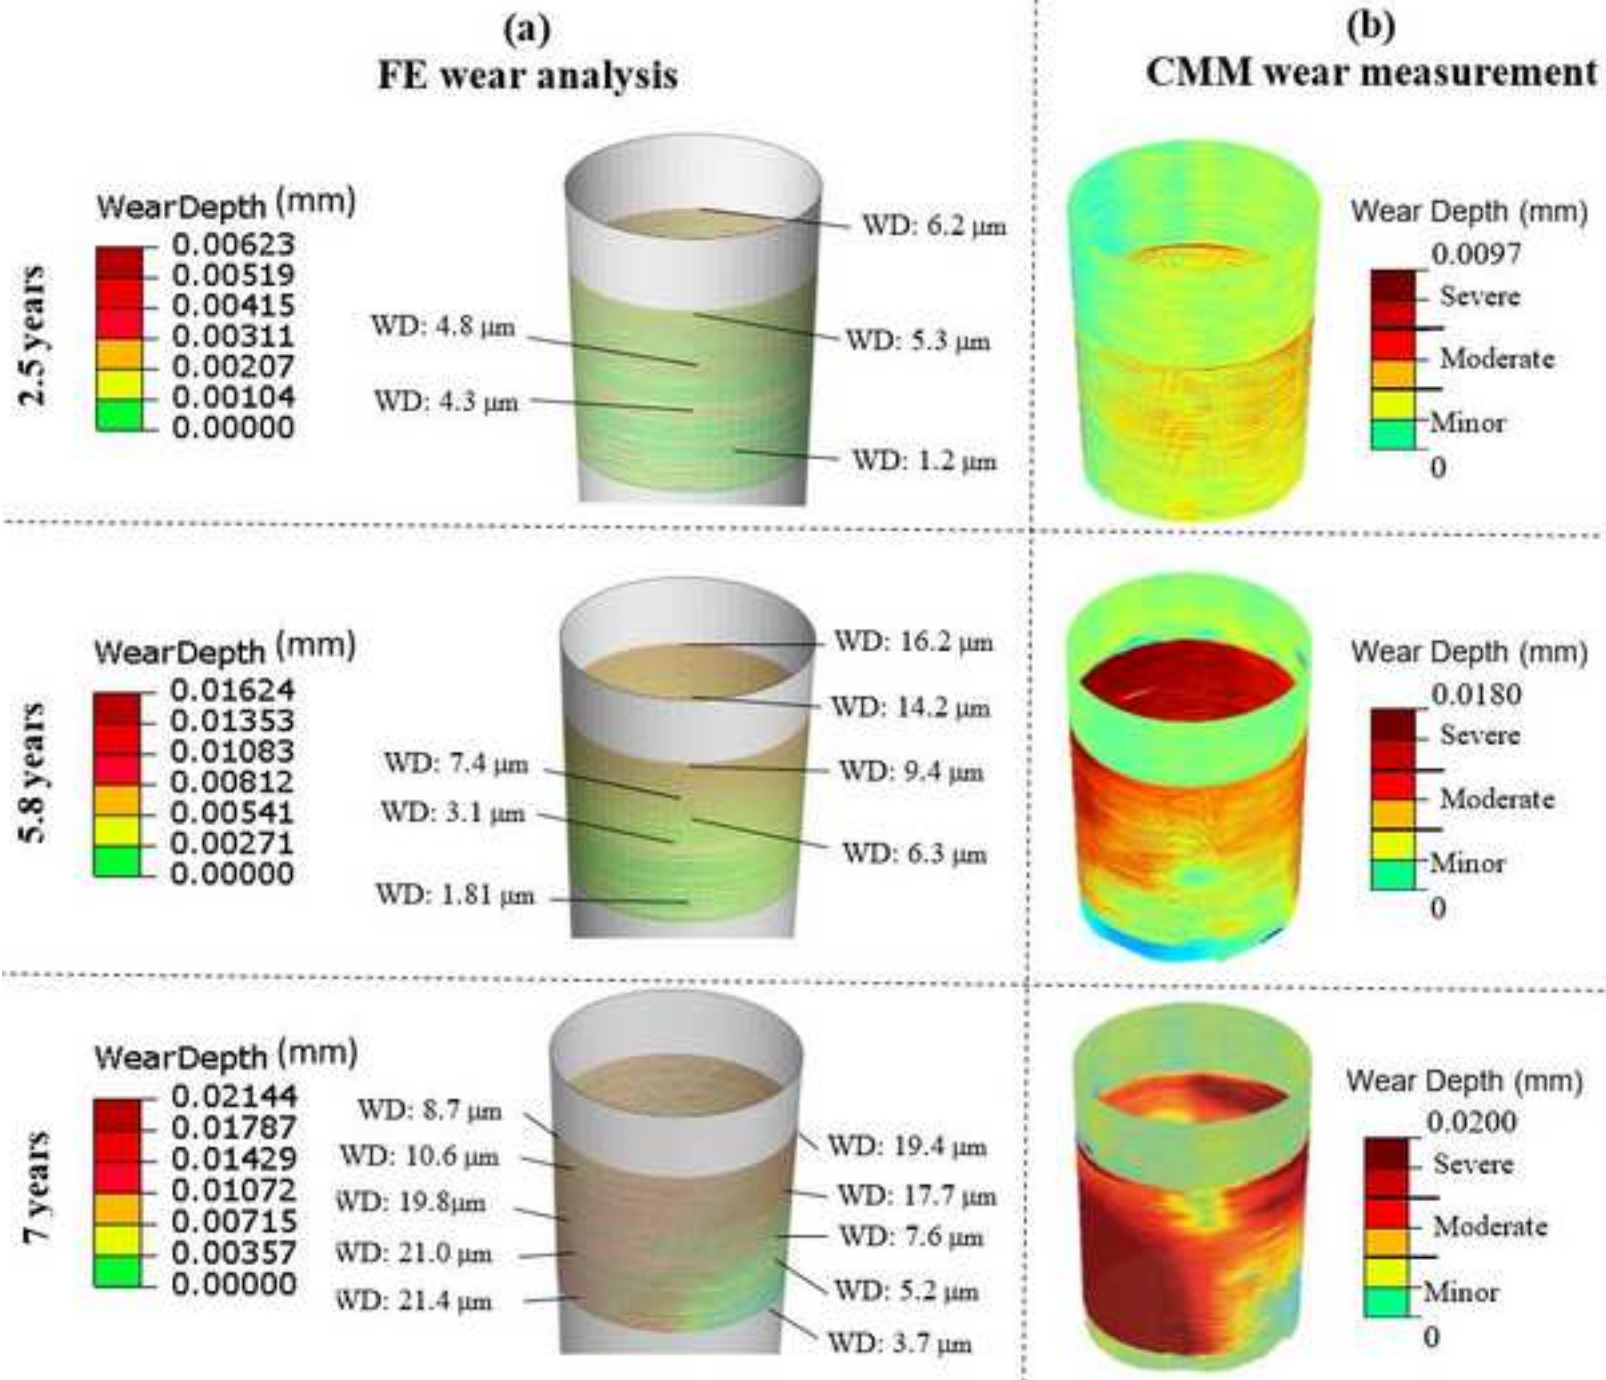 (a)
FE wear analysis
(b)
CMM wear measurement
2.5 years
WearDepth (mm)
0.00623
0.00519
0.00415
0.00311
0.00207
0.00104
0.00000
WD: 6.2 μm
WD: 4.8 μm
WD: 5.3 μm
WD: 4.3 μm
WD: 1.2 μm
Wear Depth (mm)
0.0097
Severe
Moderate
Minor
0
5.8 years
WearDepth (mm)
0.01624
0.01353
0.01083
0.00812
0.00541
0.00271
0.00000
WD: 16.2 μm
WD: 14.2 μm
WD: 7.4 μm
WD: 9.4 μm
WD: 3.1 μm
WD: 6.3 μm
WD: 1.81 μm
Wear Depth (mm)
0.0180
Severe
Moderate
Minor
0
7 years
WearDepth (mm)
0.02144
0.01787
0.01429
0.01072
0.00715
0.00357
0.00000
WD: 8.7 μm
WD: 10.6 μm
WD: 19.8μm
WD: 21.0 μm
WD: 21.4 μm
WD: 19.4 μm
WD: 17.7 μm
WD: 7.6 μm
WD: 5.2 μm
WD: 3.7 μm
Wear Depth (mm)
0.0200
Severe
Moderate
Minor
0